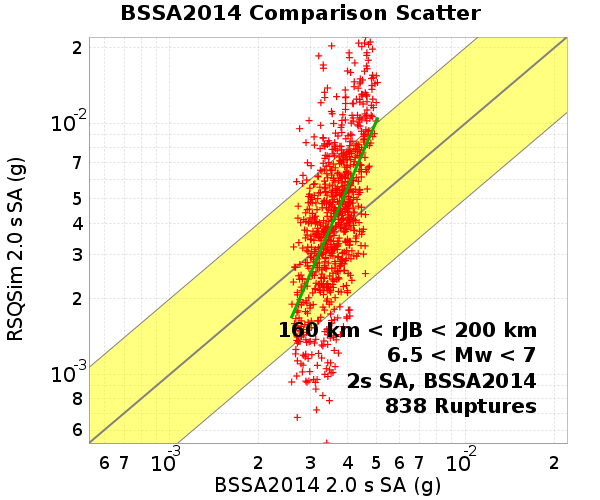 BSSA2014 Comparison Scatter
RSQSim 2.0 s SA (g)
2
10-2
7
5
4
3
2
10-3
8
6
160 km < rJB < 200 km
6.5 < Mw < 7
2s SA, BSSA2014
838 Ruptures
6 7 10-3 2 3 4 5 6 7 10-2 2
BSSA2014 2.0 s SA (g)